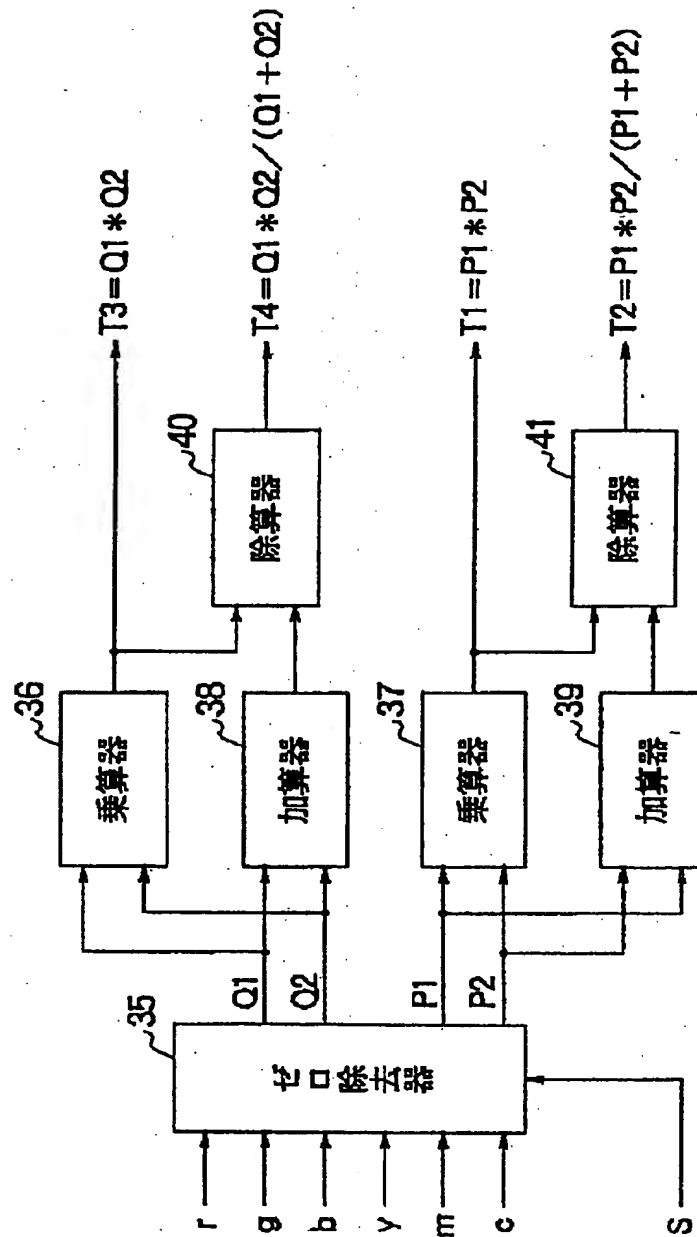 r
g
b
y
m
c
S
35
ゼロ除去器
Q1
Q2
P1
P2
36
乗算器
38
加算器
37
乗算器
39
加算器
40
除算器
41
除算器
T3=Q1*Q2
T4=Q1*Q2/(Q1+Q2)
T1=P1*P2
T2=P1*P2/(P1+P2)